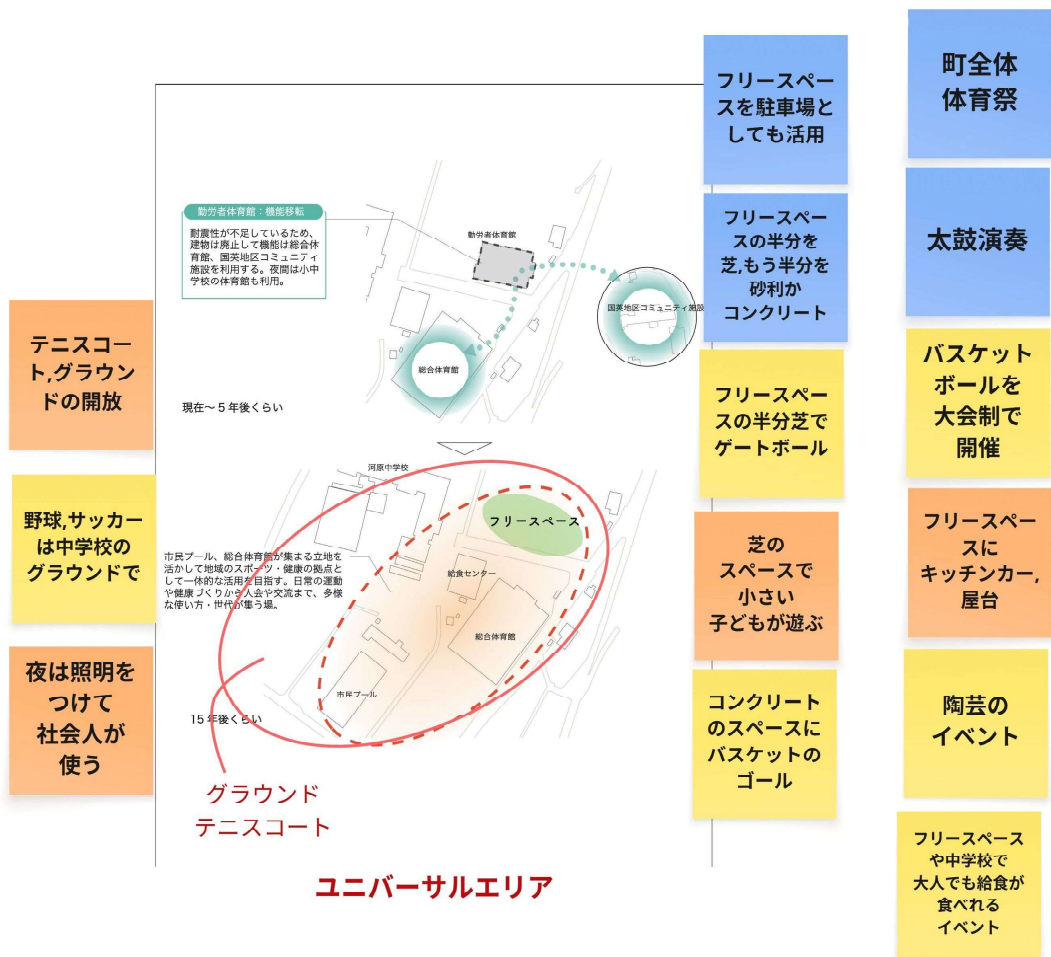 テニスコー
ト,グラウン
ドの開放
野球,サッカー
は中学校の
グラウンドで
夜は照明を
つけて
社会人が
使う
勤労者体育館：機能移転
耐震性が不足しているため、
建物は廃止して機能は総合体
育館、国英地区コミュニティ
施設を利用する。夜間は小中
学校の体育館も利用。
勤労者体育館
国英地区コミュニティ施設
総合体育館
現在～5年後くらい
河原中学校
フリースペース
市民プール、総合体育館が集まる立地を
活かして地域のスポーツ・健康の拠点と
して一体的な活用を目指す。日常の運動
や健康づくりから大会や交流まで、多様
な使い方・世代が集う場。
給食センター
総合体育館
市民プール
15年後くらい
グラウンド
テニスコート
ユニバーサルエリア
フリースペー
スを駐車場と
しても活用
フリースペー
スの半分を
芝,もう半分を
砂利か
コンクリート
フリースペー
スの半分芝で
ゲートボール
芝の
スペースで
小さい
子どもが遊ぶ
コンクリート
のスペースに
バスケットの
ゴール
町全体
体育祭
太鼓演奏
バスケット
ボールを
大会制で
開催
フリースペー
スに
キッチンカー,
屋台
陶芸の
イベント
フリースペース
や中学校で
大人でも給食が
食べれる
イベント